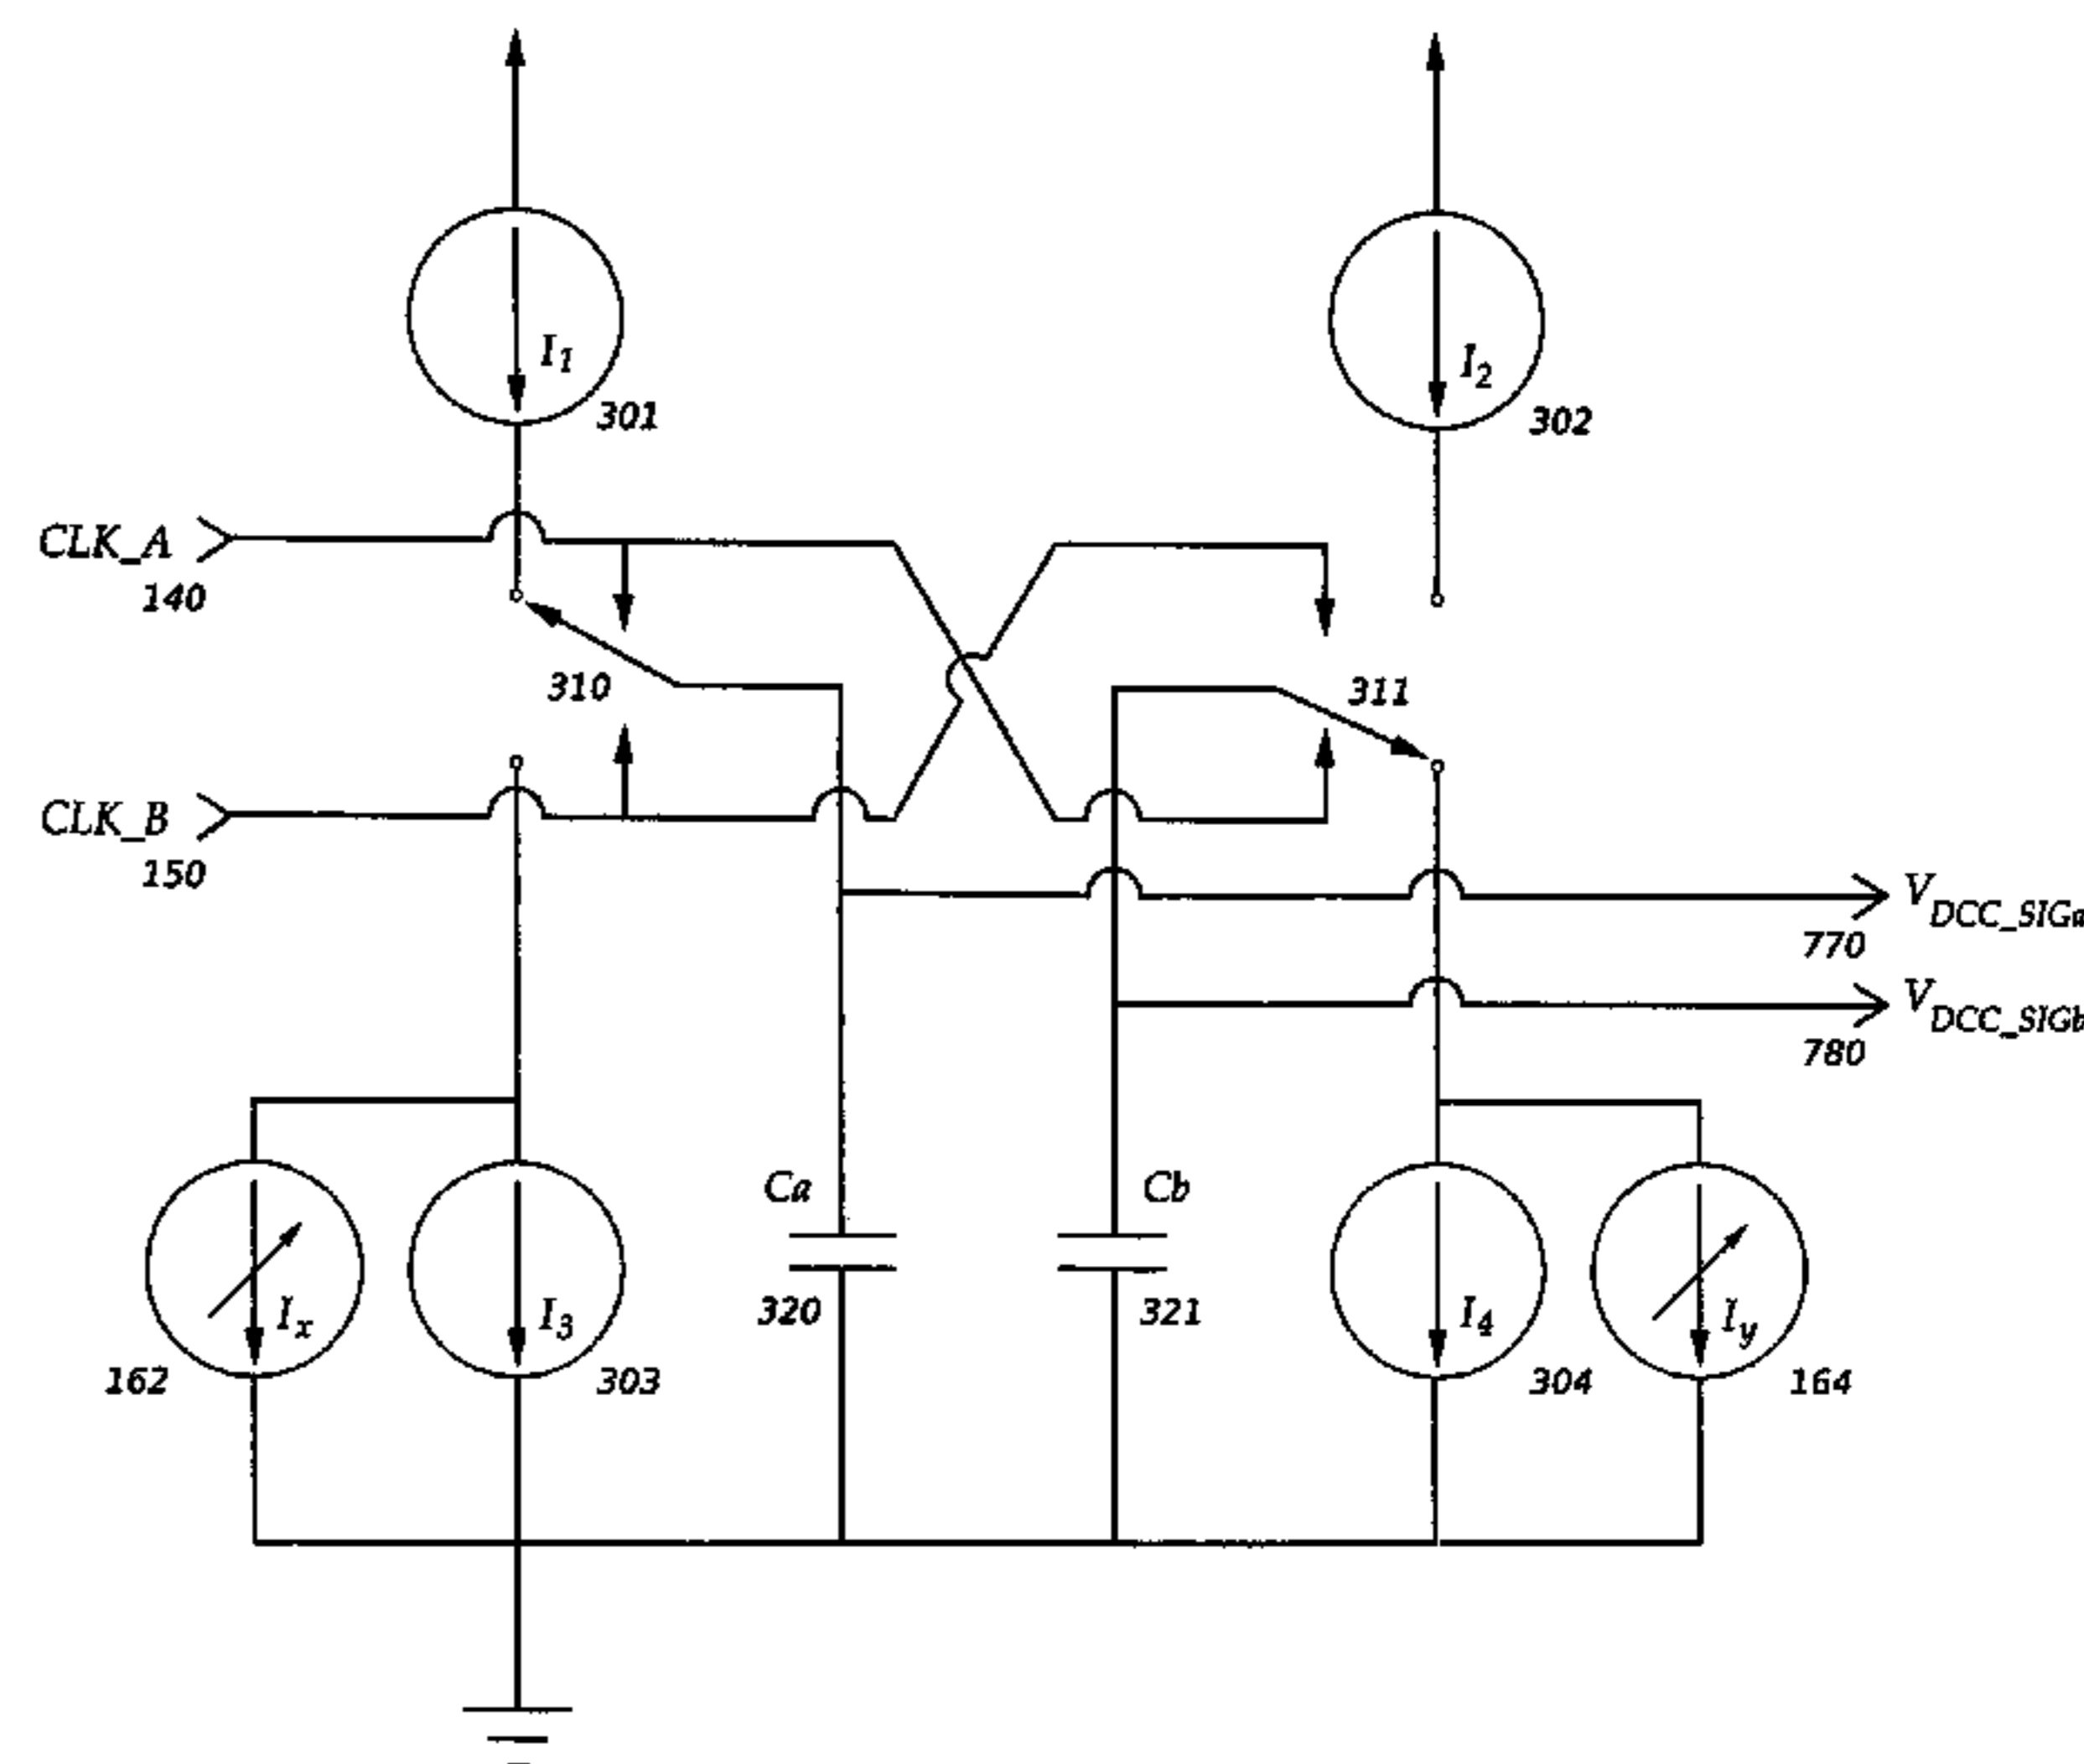 I1
301
I2
302
CLK_A
140
310
311
CLK_B
150
VDCC_SIGa
770
VDCC_SIGb
780
Ca
320
Cb
321
Ix
162
I3
303
I4
304
Iy
164